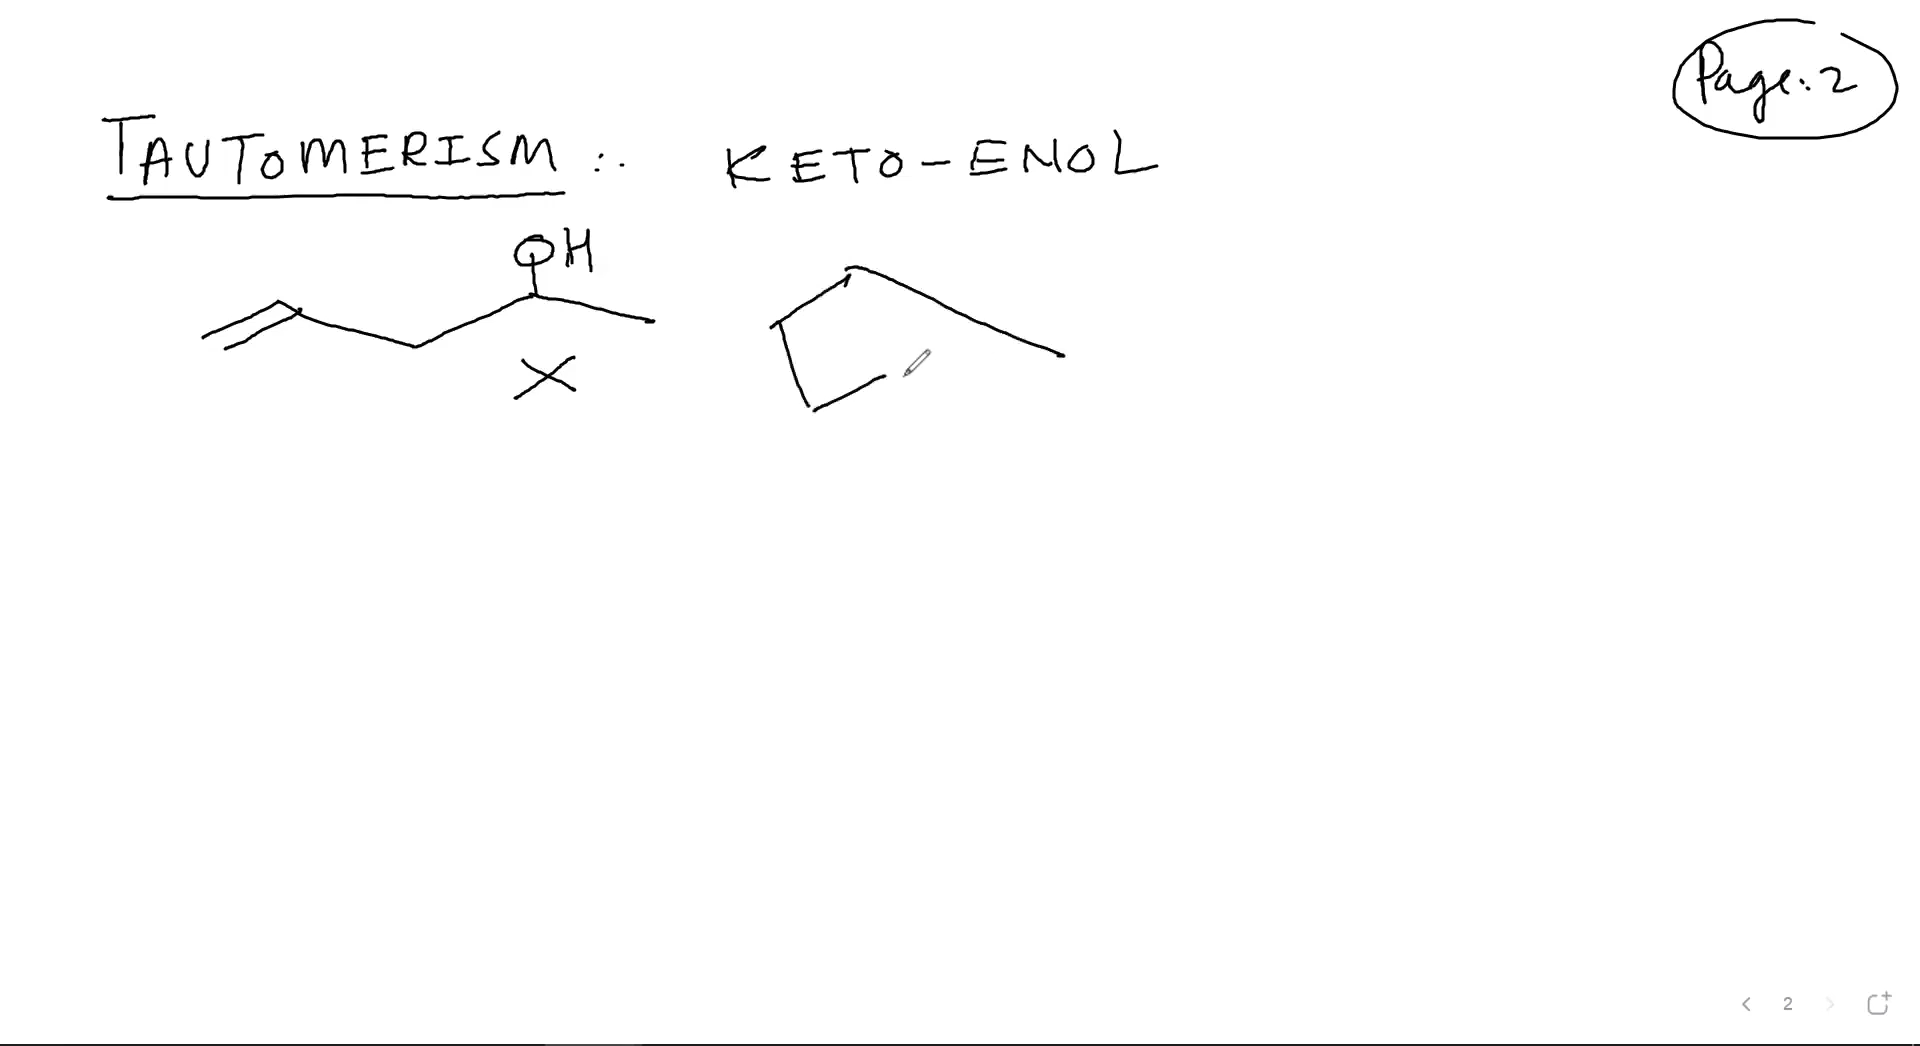 Page: 2
TAUTOMERISM :. KETO-ENOL
OH
X
2